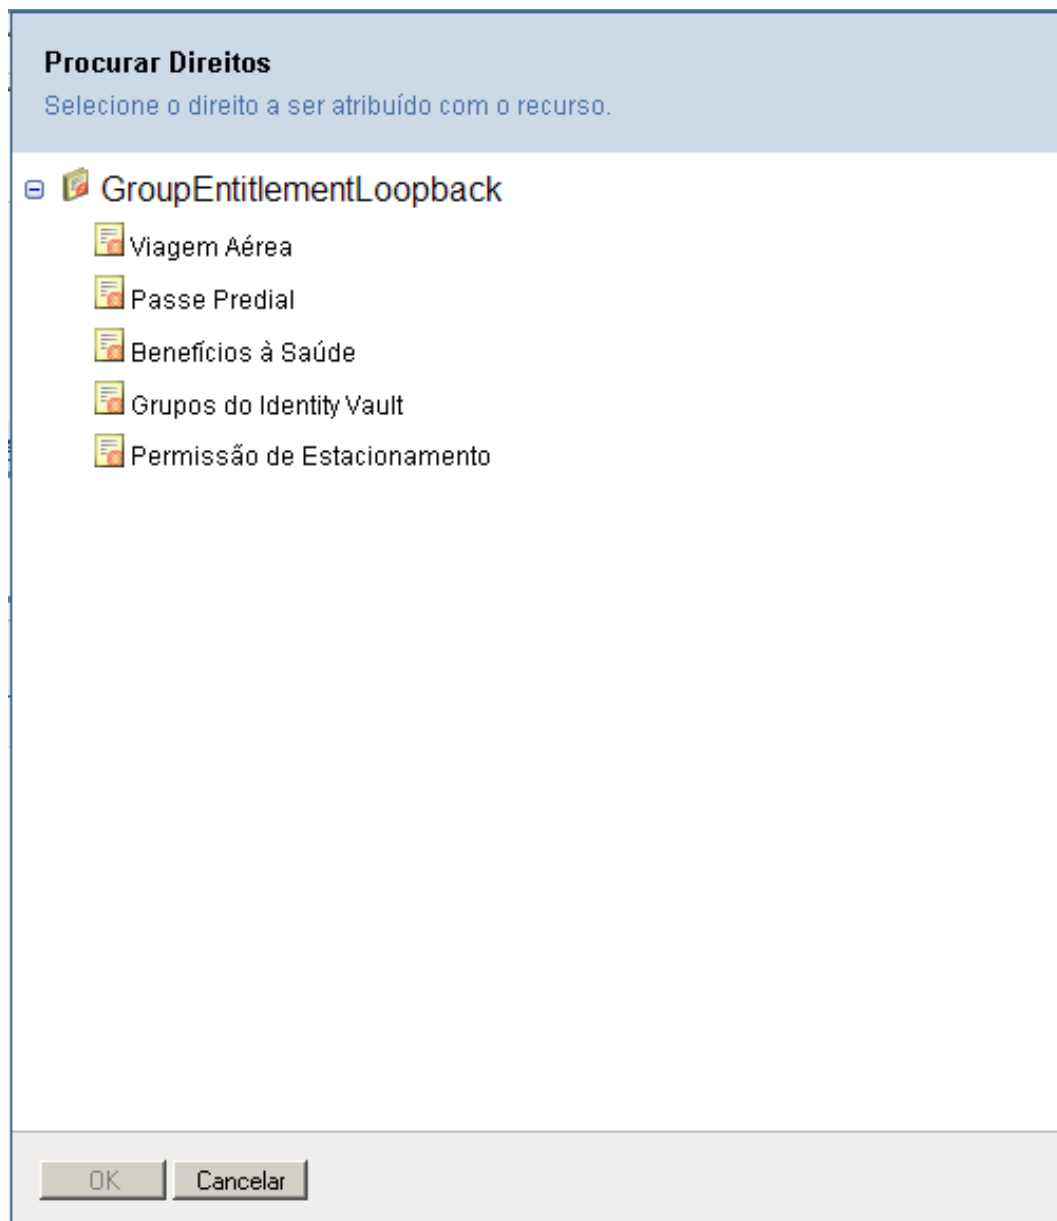 Procurar Direitos
Selecione o direito a ser atribuído com o recurso.
GroupEntitlementLoopback
Viagem Aérea
Passe Predial
Benefícios à Saúde
Grupos do Identity Vault
Permissão de Estacionamento
OK Cancelar